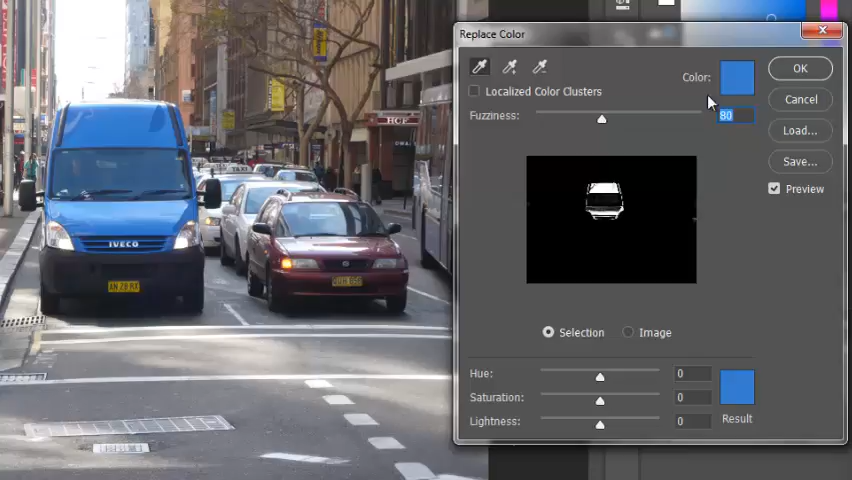 Replace Color
Color:
OK
Localized Color Clusters
Cancel
Fuzziness:
80
Load...
Save...
Preview
Selection
Image
Hue:
0
Saturation:
0
Lightness:
0
Result
TAXI
HCF
IVECO